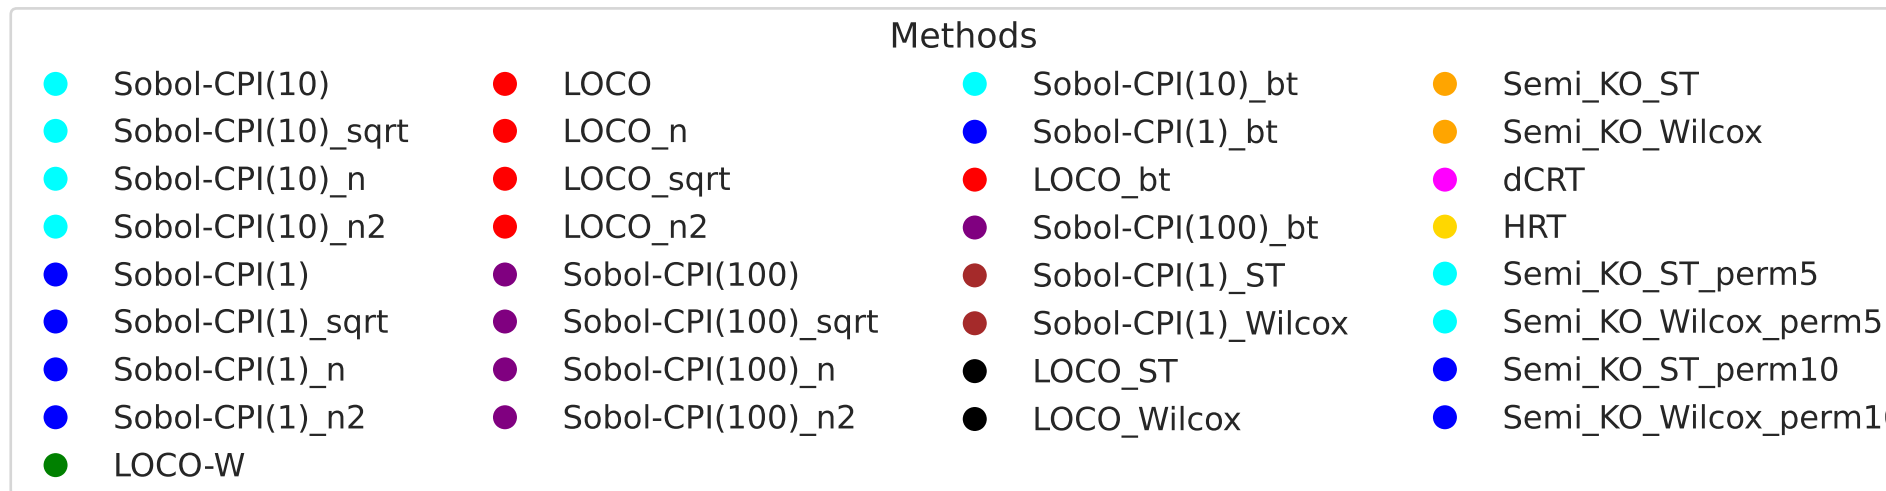 Methods
Sobol-CPI(10)
Sobol-CPI(10)_sqrt
Sobol-CPI(10)_n
Sobol-CPI(10)_n2
Sobol-CPI(1)
Sobol-CPI(1)_sqrt
Sobol-CPI(1)_n
Sobol-CPI(1)_n2
LOCO-W
LOCO
LOCO_n
LOCO_sqrt
LOCO_n2
Sobol-CPI(100)
Sobol-CPI(100)_sqrt
Sobol-CPI(100)_n
Sobol-CPI(100)_n2
Sobol-CPI(10)_bt
Sobol-CPI(1)_bt
LOCO_bt
Sobol-CPI(100)_bt
Sobol-CPI(1)_ST
Sobol-CPI(1)_Wilcox
LOCO_ST
LOCO_Wilcox
Semi_KO_ST
Semi_KO_Wilcox
dCRT
HRT
Semi_KO_ST_perm5
Semi_KO_Wilcox_perm5
Semi_KO_ST_perm10
Semi_KO_Wilcox_perm10